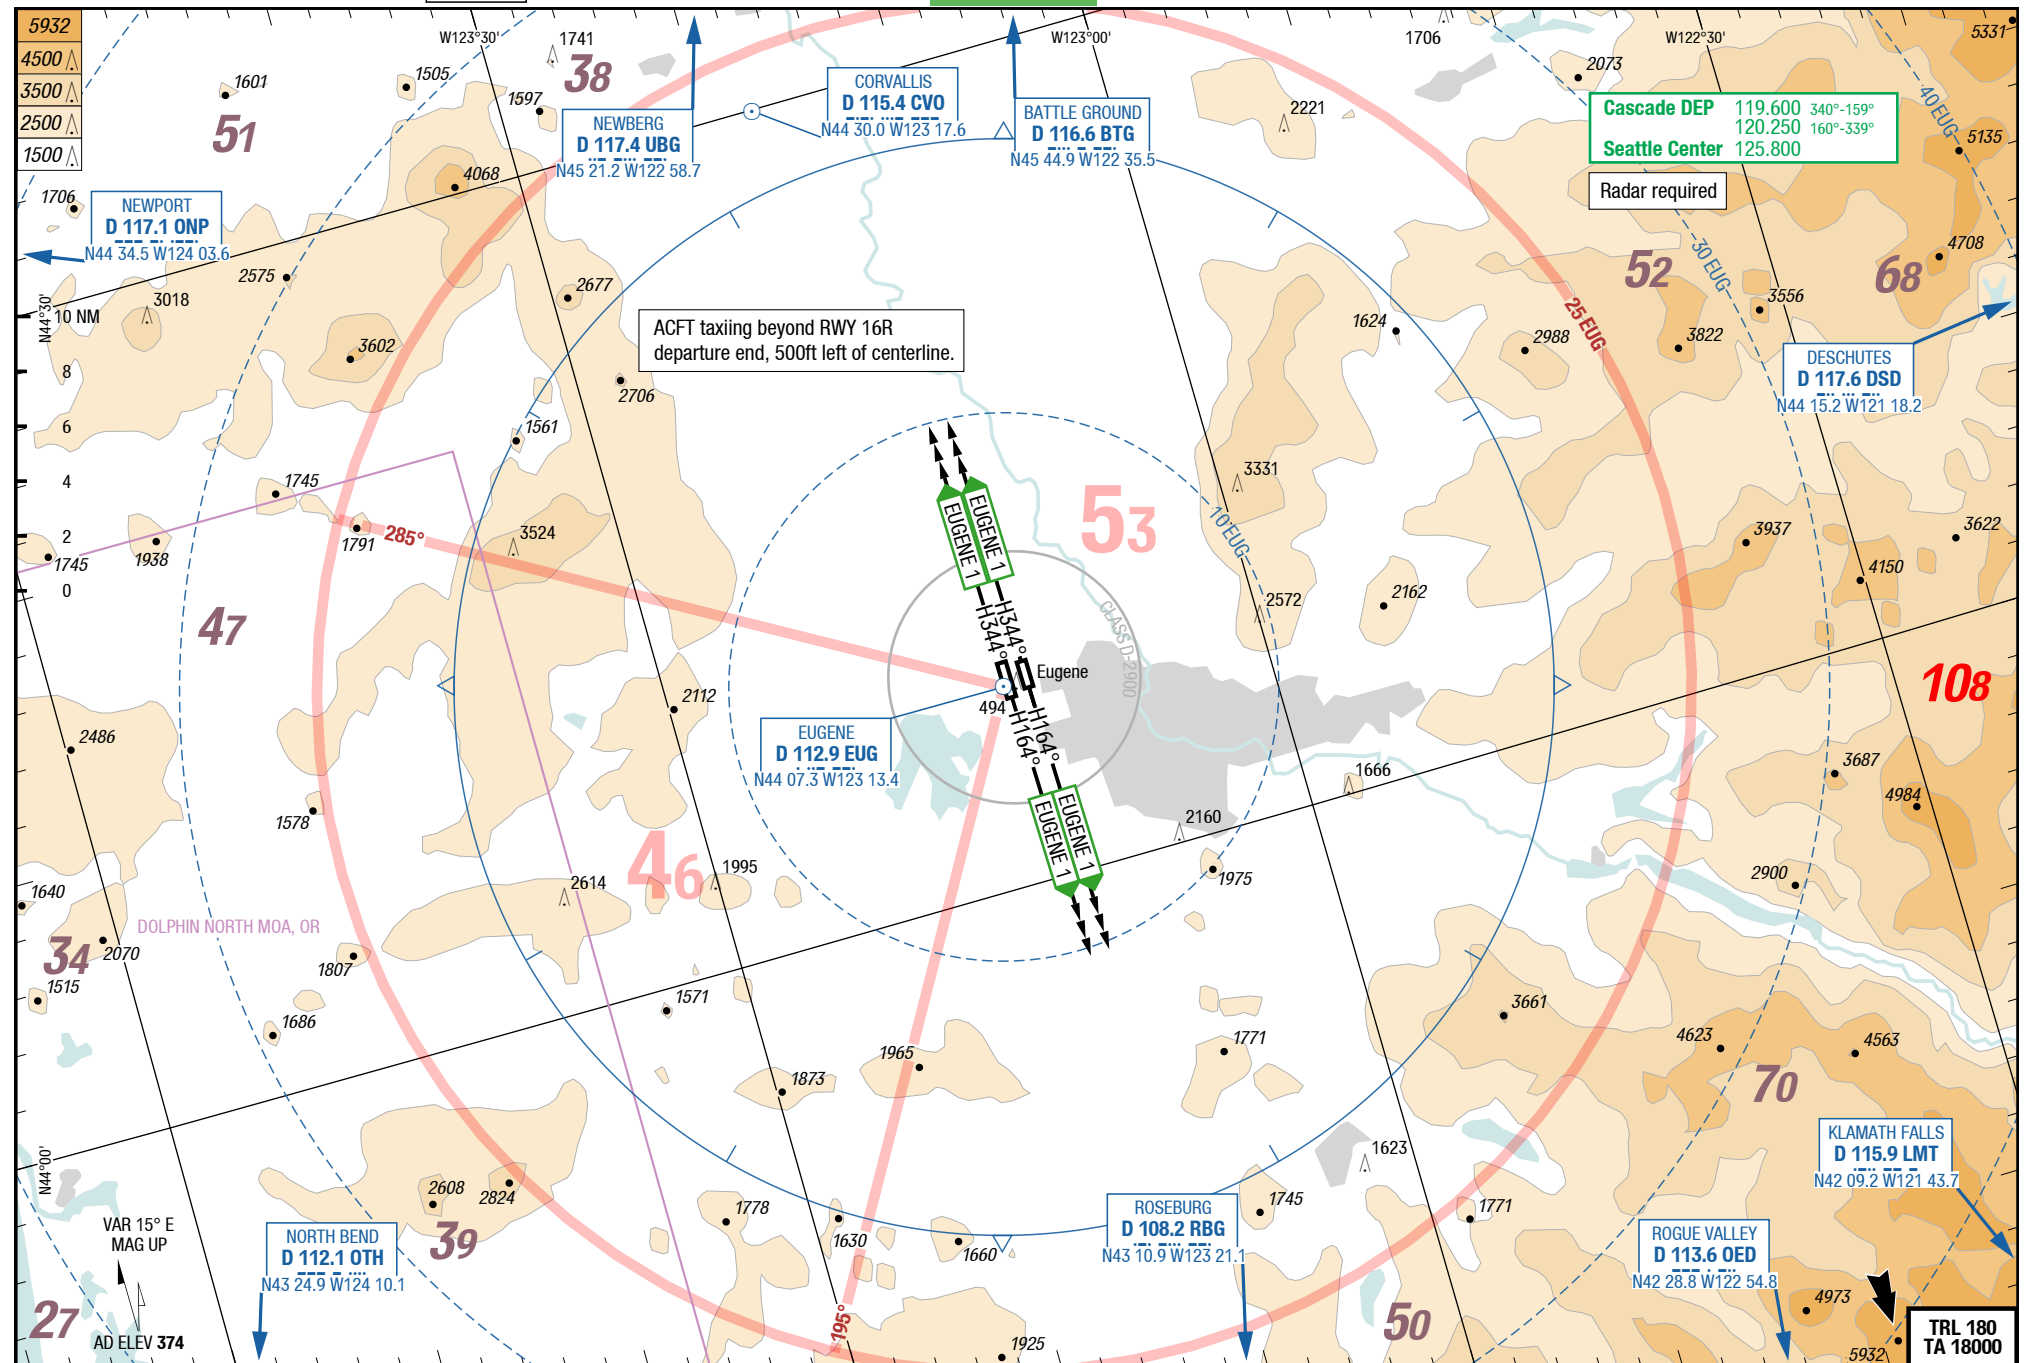 5932
4500
3500
2500
1500
W123°30'
W123°00'
W122°30'
1741
1706
5331
38
51
1601
1505
1597
2073
2221
NEWBERG
D 117.4 UBG
N45 21.2 W122 58.7
CORVALLIS
D 115.4 CVO
N44 30.0 W123 17.6
BATTLE GROUND
D 116.6 BTG
N45 44.9 W122 35.5
Cascade DEP 119.600 340°-159°
120.250 160°-339°
Seattle Center 125.800
Radar required
40 EUG
5135
4068
1706
NEWPORT
D 117.1 ONP
N44 34.5 W124 03.6
2575
3018
2677
N44°30'
10 NM
8
6
4
2
0
3602
2706
ACFT taxiing beyond RWY 16R
departure end, 500ft left of centerline.
1624
2988
25 EUG
52
30 EUG
3556
3822
68
4708
DESCHUTES
D 117.6 DSD
N44 15.2 W121 18.2
1561
1745
1791
285°
3524
1938
1745
47
EUGENE 1
EUGENE 1
53
3331
10 EUG
2572
2162
3937
4150
3622
108
H344°
H344°
CLASS D-2900
Eugene
494
H164°
H164°
EUGENE
D 112.9 EUG
N44 07.3 W123 13.4
EUGENE 1
EUGENE 1
2112
2486
1578
46
1995
2614
2160
1975
1666
3687
4984
2900
1640
DOLPHIN NORTH MOA, OR
34
2070
1515
1807
1686
1571
1965
1873
1771
3661
4623
4563
70
N44°00'
VAR 15° E
MAG UP
AD ELEV 374
27
2608
2824
39
NORTH BEND
D 112.1 OTH
N43 24.9 W124 10.1
1778
1630
1660
195°
1925
ROSEBURG
D 108.2 RBG
N43 10.9 W123 21.1
1745
1623
1771
50
KLAMATH FALLS
D 115.9 LMT
N42 09.2 W121 43.7
ROGUE VALLEY
D 113.6 OED
N42 28.8 W122 54.8
4973
5932
TRL 180
TA 18000